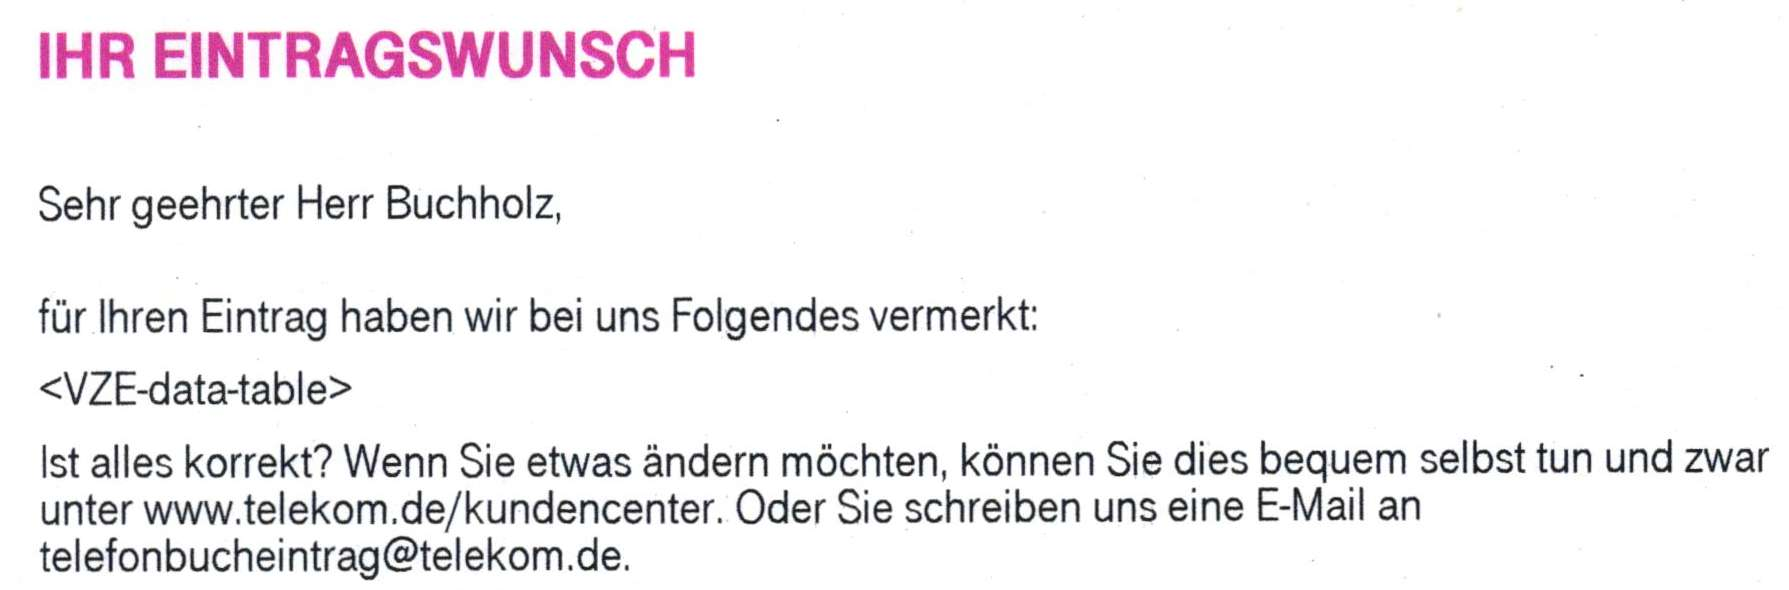 IHR EINTRAGSWUNSCH
Sehr geehrter Herr Buchholz,
für Ihren Eintrag haben wir bei uns Folgendes vermerkt:
<VZE-data-table>
Ist alles korrekt? Wenn Sie etwas ändern möchten, können Sie dies bequem selbst tun und zwar
unter www.telekom.de/kundencenter. Oder Sie schreiben uns eine E-Mail an
telefonbucheintrag@telekom.de.